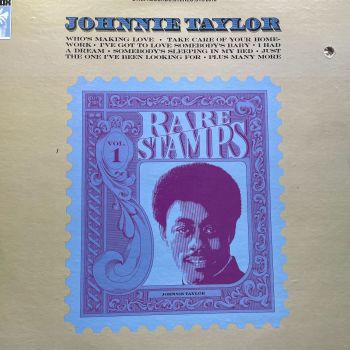 JOHNNIE TAYLOR
WHO'S MAKING LOVE • TAKE CARE OF YOUR HOME-
WORK • I'VE GOT TO LOVE SOMEBODY'S BABY • I HAD
A DREAM • SOMEBODY'S SLEEPING IN MY BED • JUST
THE ONE I'VE BEEN LOOKING FOR • PLUS MANY MORE
RARE
STAMPS
VOL.
1
JOHNNIE TAYLOR